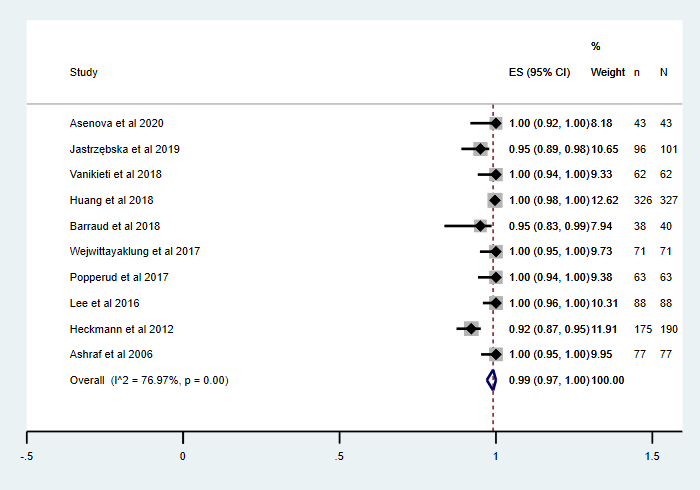 %
Study ES (95% CI) Weight n N
Asenova et al 2020 1.00 (0.92, 1.00) 8.18 43 43
Jastrzębska et al 2019 0.95 (0.89, 0.98) 10.65 96 101
Vanikieti et al 2018 1.00 (0.94, 1.00) 9.33 62 62
Huang et al 2018 1.00 (0.98, 1.00) 12.62 326 327
Barraud et al 2018 0.95 (0.83, 0.99) 7.94 38 40
Wejwittayaklung et al 2017 1.00 (0.95, 1.00) 9.73 71 71
Popperud et al 2017 1.00 (0.94, 1.00) 9.38 63 63
Lee et al 2016 1.00 (0.96, 1.00) 10.31 88 88
Heckmann et al 2012 0.92 (0.87, 0.95) 11.91 175 190
Ashraf et al 2006 1.00 (0.95, 1.00) 9.95 77 77
Overall (I^2 = 76.97%, p = 0.00) 0.99 (0.97, 1.00) 100.00
-.5 0 .5 1 1.5